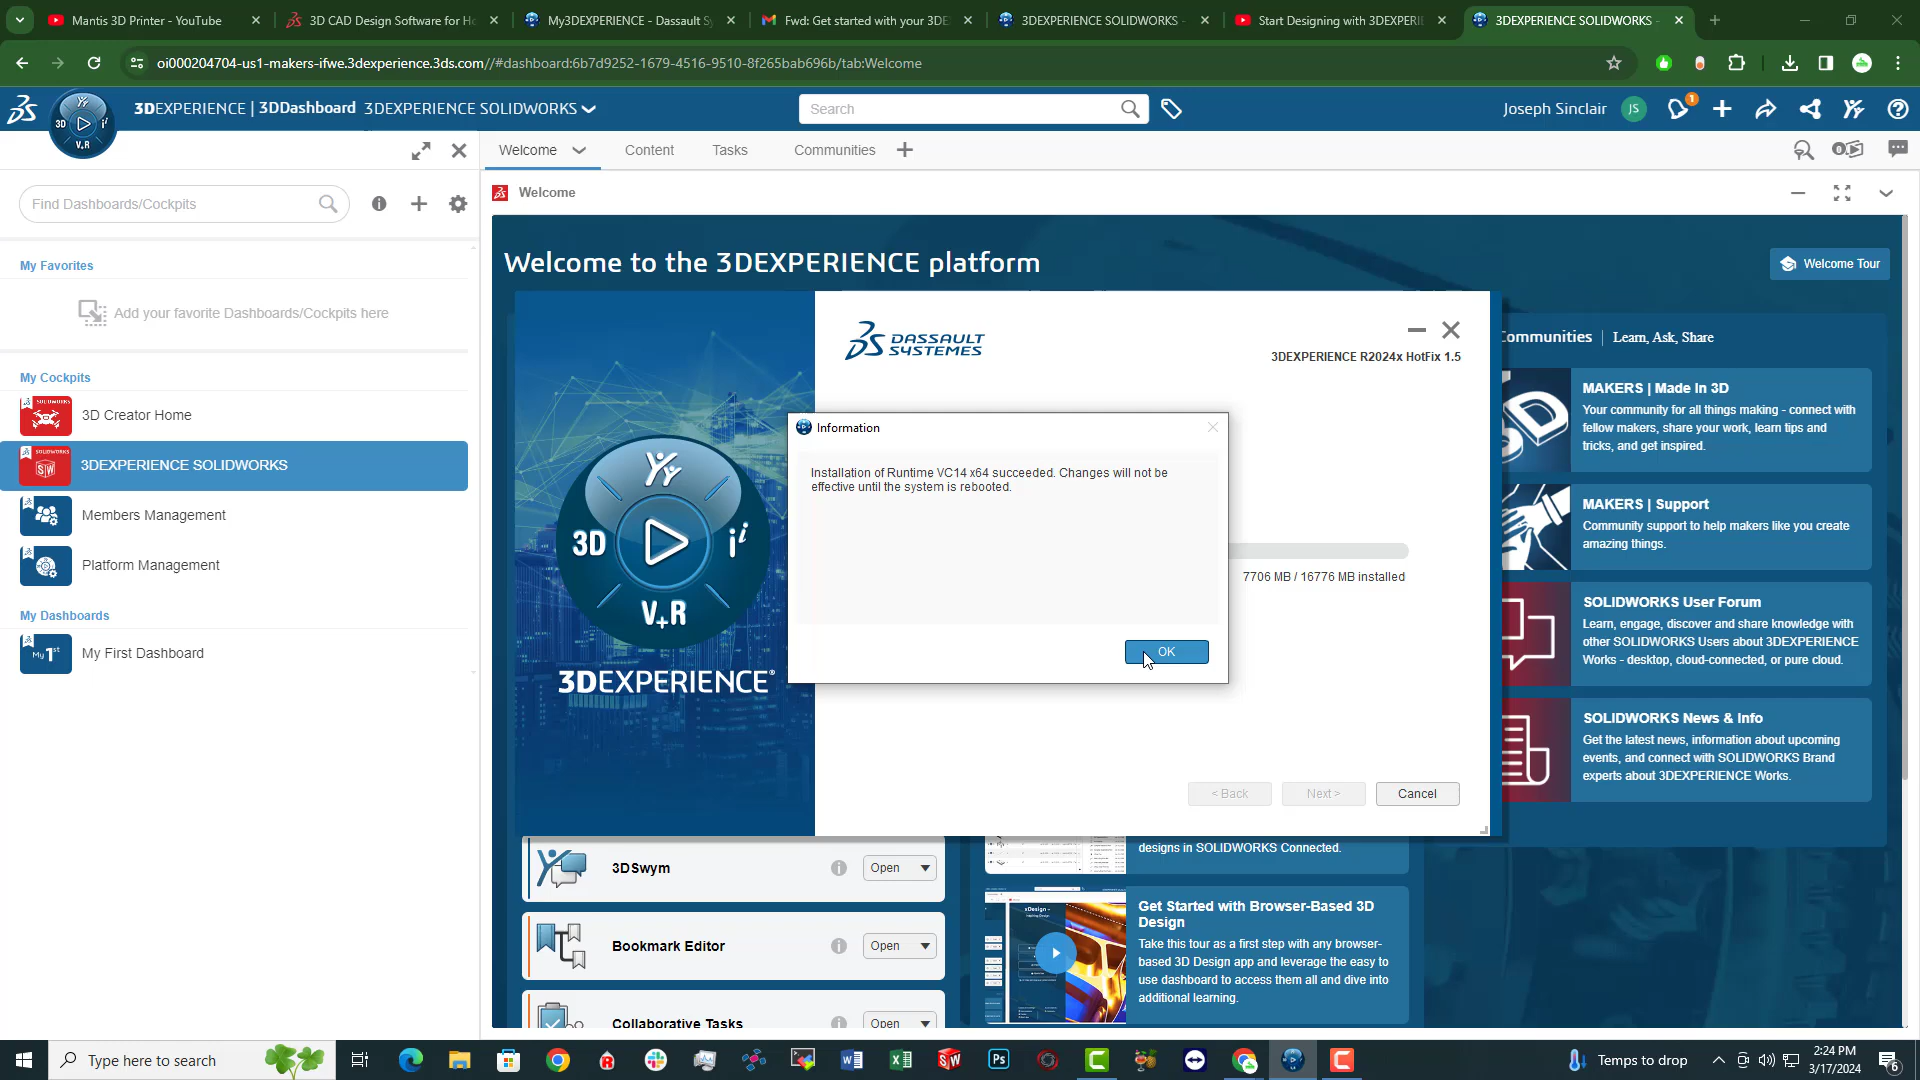 Mantis 3D Printer - YouTube
3D CAD Design Software for Ho
My3DEXPERIENCE - Dassault Sy
Fwd: Get started with your 3DE
3DEXPERIENCE SOLIDWORKS -
Start Designing with 3DEXPERIE
3DEXPERIENCE SOLIDWORKS -
oi000204704-us1-makers-ifwe.3dexperience.3ds.com//#dashboard:6b7d9252-1679-4516-9510-8f265bab696b/tab:Welcome
3DEXPERIENCE | 3DDashboard 3DEXPERIENCE SOLIDWORKS
Search
Joseph Sinclair
JS
1
3D
V.R
Welcome
Content
Tasks
Communities
0
Find Dashboards/Cockpits
Welcome
My Favorites
Add your favorite Dashboards/Cockpits here
My Cockpits
3D Creator Home
SOLIDWORKS
SW
3DEXPERIENCE SOLIDWORKS
Members Management
Platform Management
My Dashboards
My 1st
My First Dashboard
Welcome to the 3DEXPERIENCE platform
Welcome Tour
DASSAULT
SYSTEMES
3DEXPERIENCE R2024x HotFix 1.5
3D
V+R
3DEXPERIENCE®
Information
Installation of Runtime VC14 x64 succeeded. Changes will not be
effective until the system is rebooted.
OK
7706 MB / 16776 MB installed
< Back
Next >
Cancel
Communities | Learn, Ask, Share
MAKERS | Made In 3D
Your community for all things making - connect with
fellow makers, share your work, learn tips and
tricks, and get inspired.
MAKERS | Support
Community support to help makers like you create
amazing things.
SOLIDWORKS User Forum
Learn, engage, discover and share knowledge with
other SOLIDWORKS Users about 3DEXPERIENCE
Works - desktop, cloud-connected, or pure cloud.
SOLIDWORKS News & Info
Get the latest news, information about upcoming
events, and connect with SOLIDWORKS Brand
experts about 3DEXPERIENCE Works.
3DSwym
Open
Bookmark Editor
Open
Collaborative Tasks
Open
designs in SOLIDWORKS Connected.
Get Started with Browser-Based 3D
Design
Take this tour as a first step with any browser-
based 3D Design app and leverage the easy to
use dashboard to access them all and dive into
additional learning.
Type here to search
Temps to drop
2:24 PM
3/17/2024
6